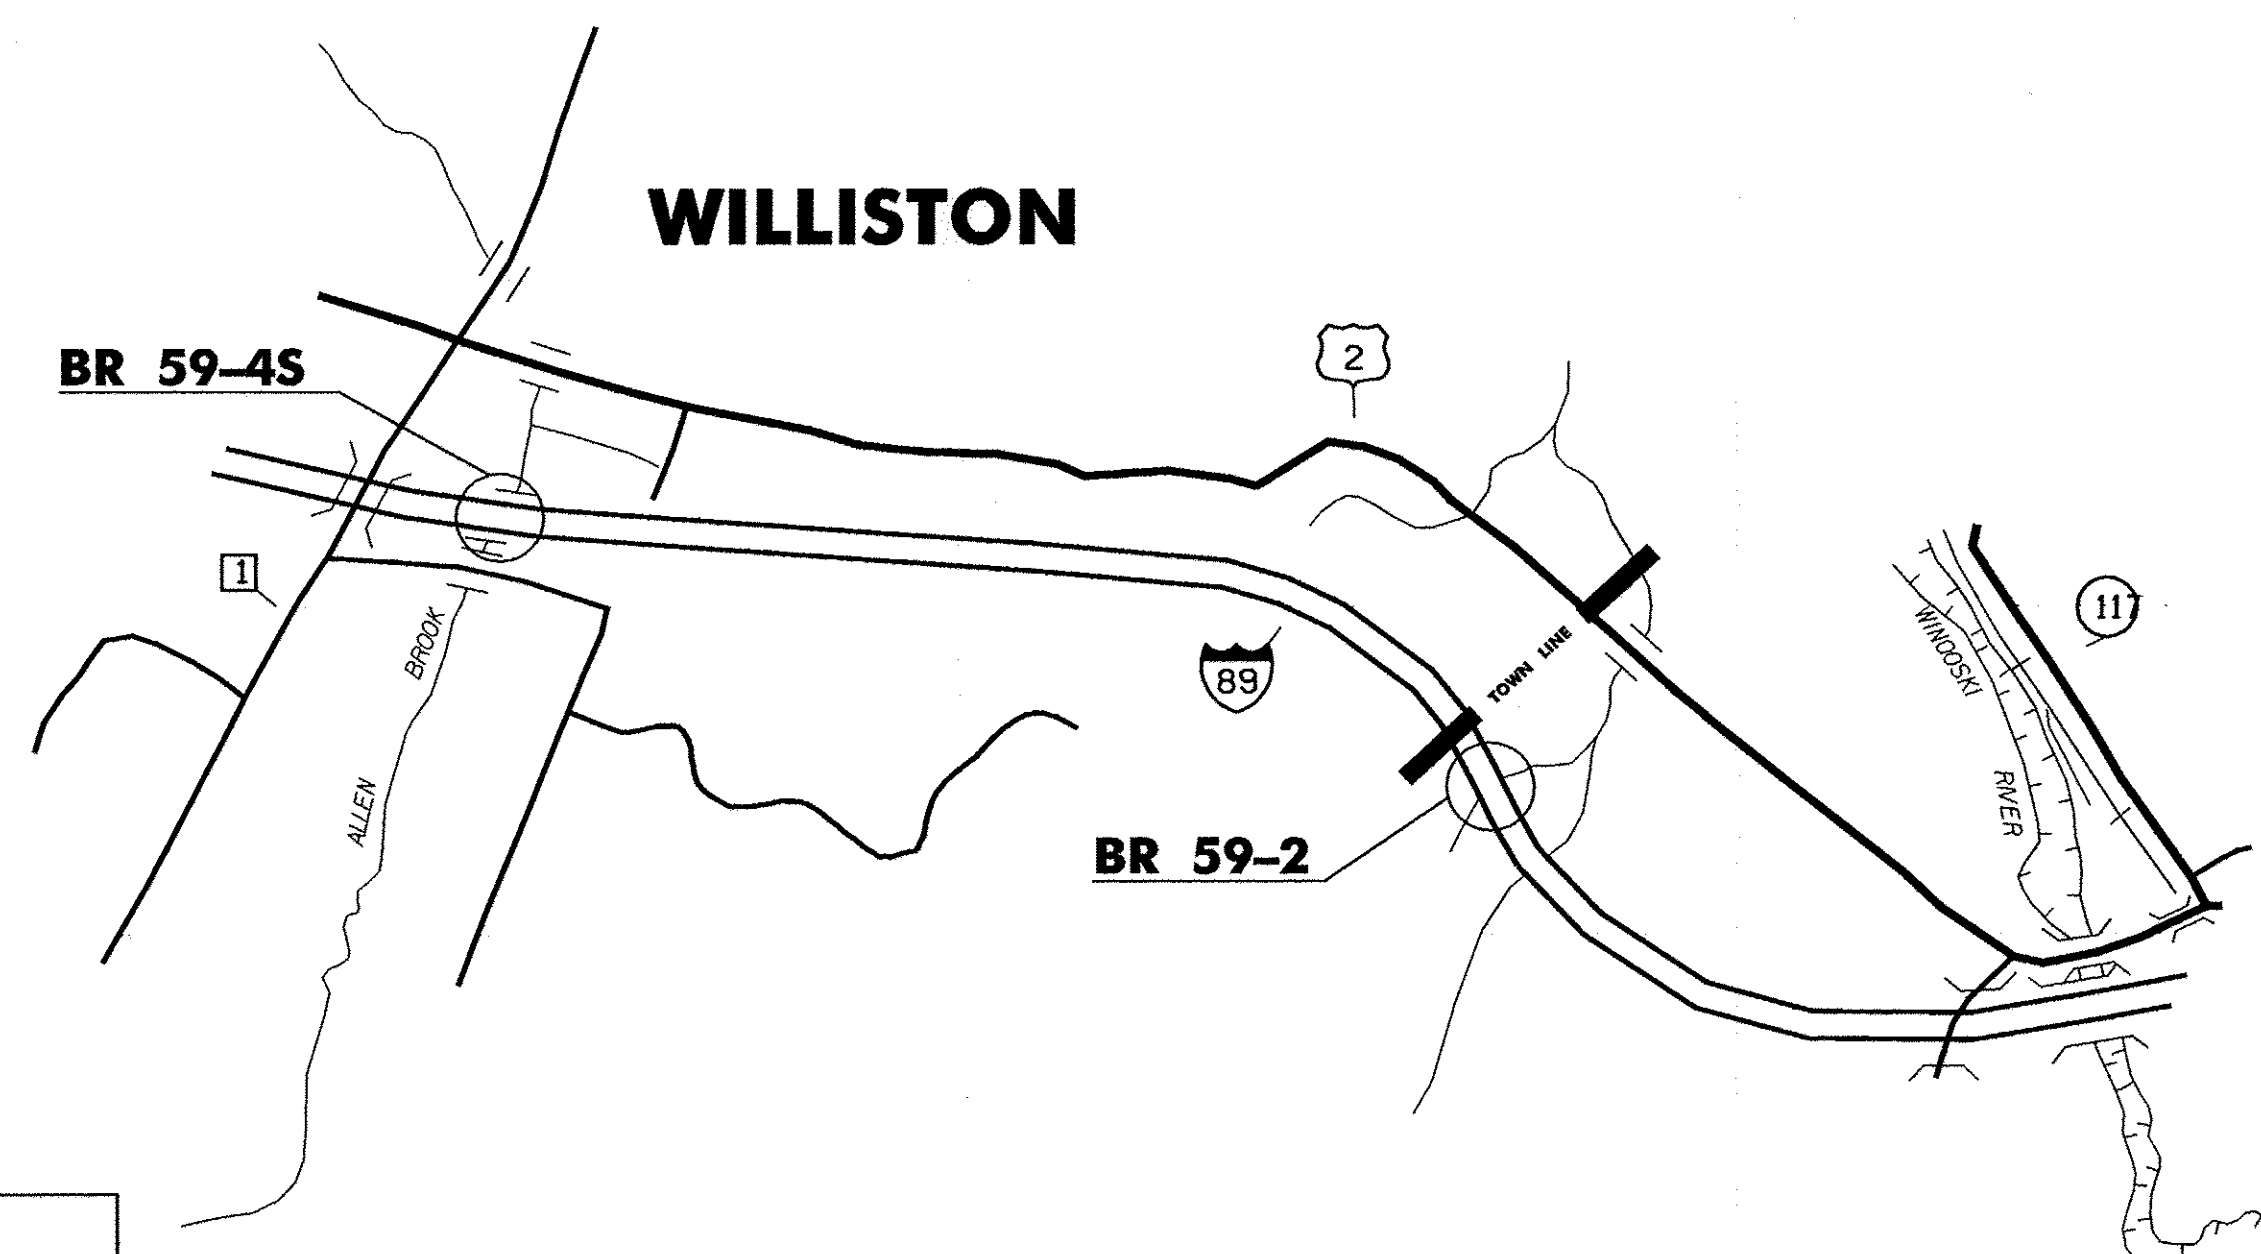 WILLISTON
BR 59-4S
2
1
BROOK
ALLEN
89
TOWN LINE
BR 59-2
117
WINOOSKI
RIVER